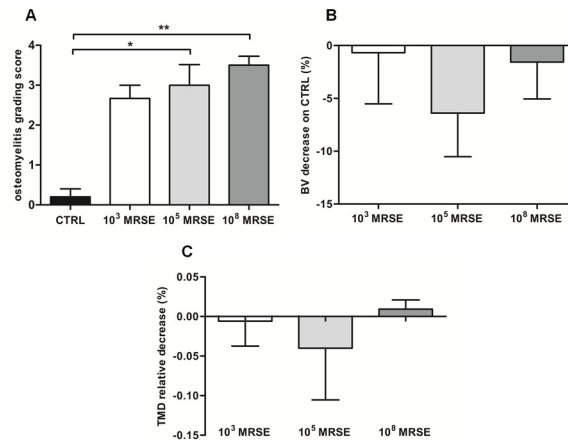 A
osteomyelitis grading score
4
3
2
1
0
*
**
CTRL
10³ MRSE
10⁵ MRSE
10⁸ MRSE
B
BV decrease on CTRL (%)
0
-5
-10
-15
10³ MRSE
10⁵ MRSE
10⁸ MRSE
C
TMD relative decrease (%)
0.05
0.00
-0.05
-0.10
-0.15
10³ MRSE
10⁵ MRSE
10⁸ MRSE